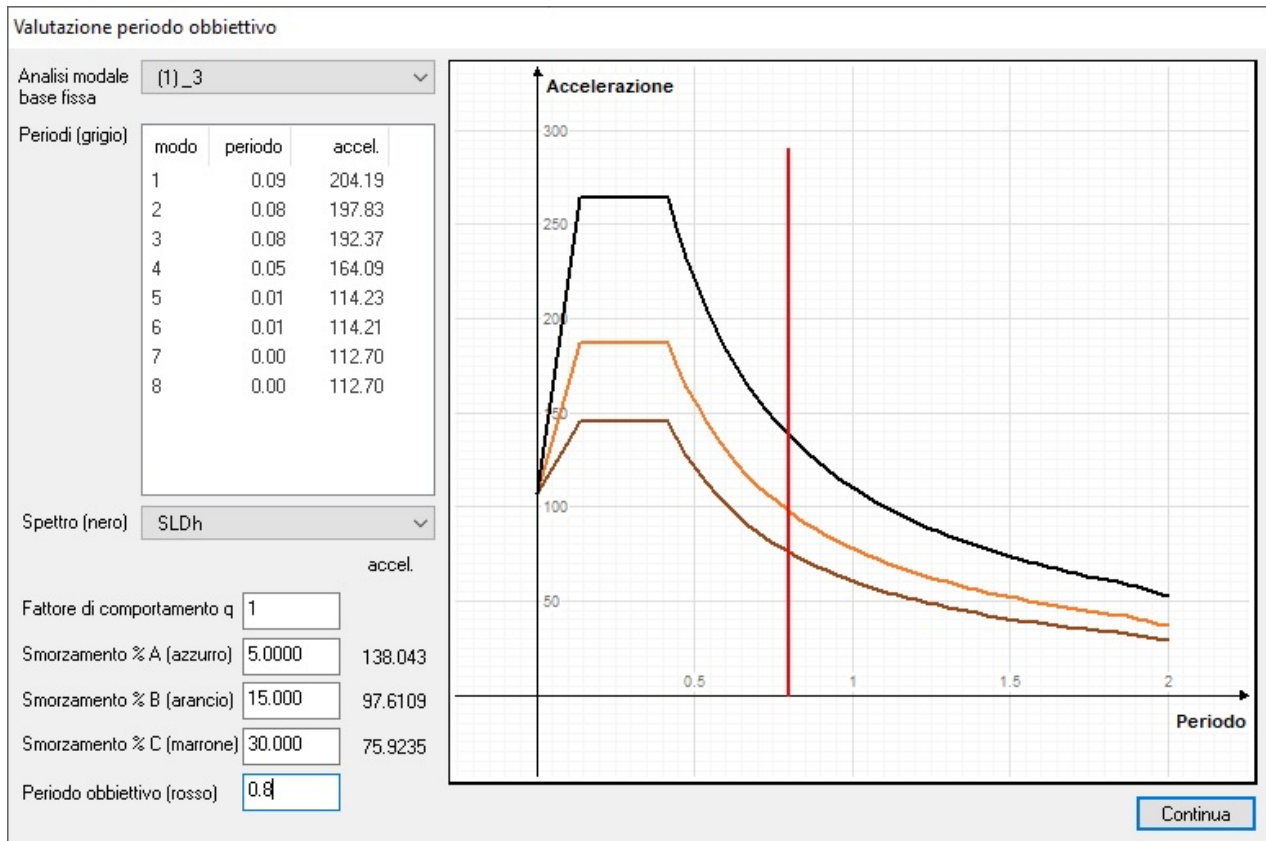 Valutazione periodo obbiettivo
Analisi modale
base fissa
(1)_3
Periodi (grigio)
modo periodo accel.
1 0.09 204.19
2 0.08 197.83
3 0.08 192.37
4 0.05 164.09
5 0.01 114.23
6 0.01 114.21
7 0.00 112.70
8 0.00 112.70
Spettro (nero)
SLDh
accel.
Fattore di comportamento q 1
Smorzamento % A (azzurro) 5.0000 138.043
Smorzamento % B (arancio) 15.000 97.6109
Smorzamento % C (marrone) 30.000 75.9235
Periodo obbiettivo (rosso) 0.8
Accelerazione
300
250
200
150
100
50
0.5 1 1.5 2
Periodo
Continua